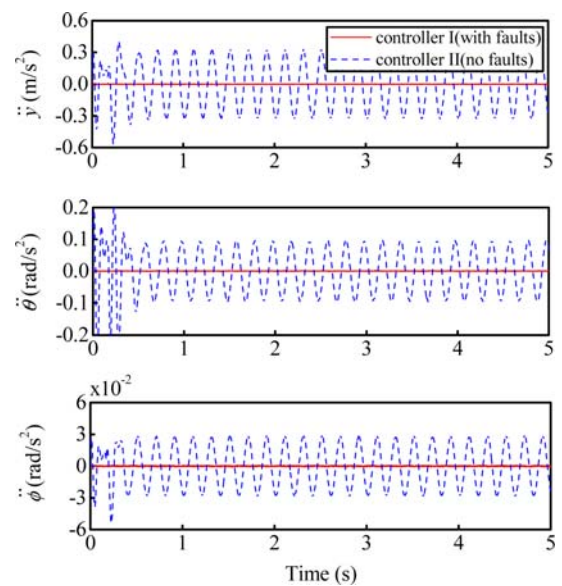 controller I(with faults)
controller II(no faults)
ÿ (m/s²)
0.6
0.3
0.0
-0.3
-0.6
0 1 2 3 4 5
θ̈ (rad/s²)
0.2
0.1
0.0
-0.1
-0.2
0 1 2 3 4 5
x10⁻²
ϕ̈ (rad/s²)
6
3
0
-3
-6
0 1 2 3 4 5
Time (s)